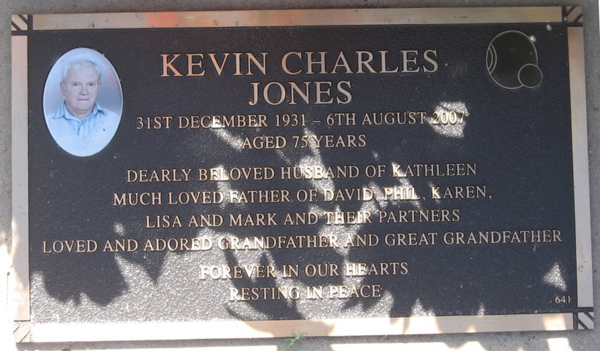 KEVIN CHARLES
JONES
31ST DECEMBER 1931 – 6TH AUGUST 2007
AGED 75 YEARS
DEARLY BELOVED HUSBAND OF KATHLEEN
MUCH LOVED FATHER OF DAVID, PHIL, KAREN,
LISA AND MARK AND THEIR PARTNERS
LOVED AND ADORED GRANDFATHER AND GREAT GRANDFATHER
FOREVER IN OUR HEARTS
RESTING IN PEACE
641